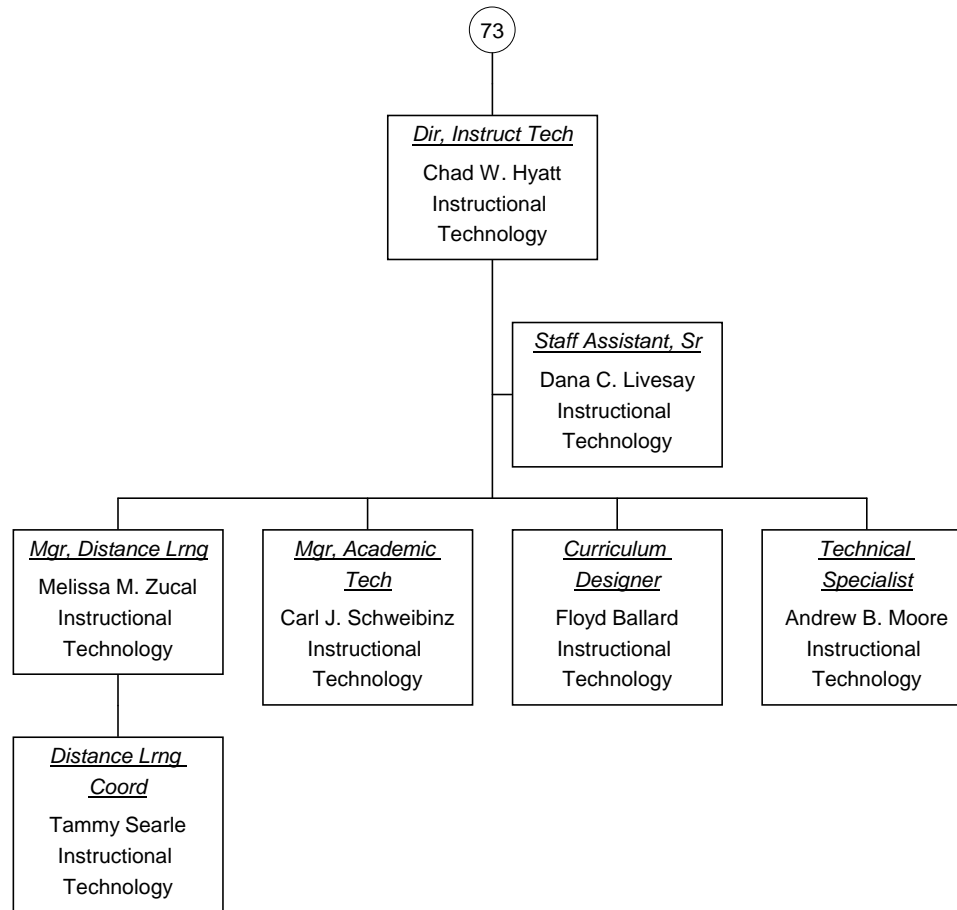 73
Dir, Instruct Tech
Chad W. Hyatt
Instructional
Technology
Staff Assistant, Sr
Dana C. Livesay
Instructional
Technology
Mgr, Distance Lrng
Melissa M. Zucal
Instructional
Technology
Mgr, Academic
Tech
Carl J. Schweibinz
Instructional
Technology
Curriculum
Designer
Floyd Ballard
Instructional
Technology
Technical
Specialist
Andrew B. Moore
Instructional
Technology
Distance Lrng
Coord
Tammy Searle
Instructional
Technology